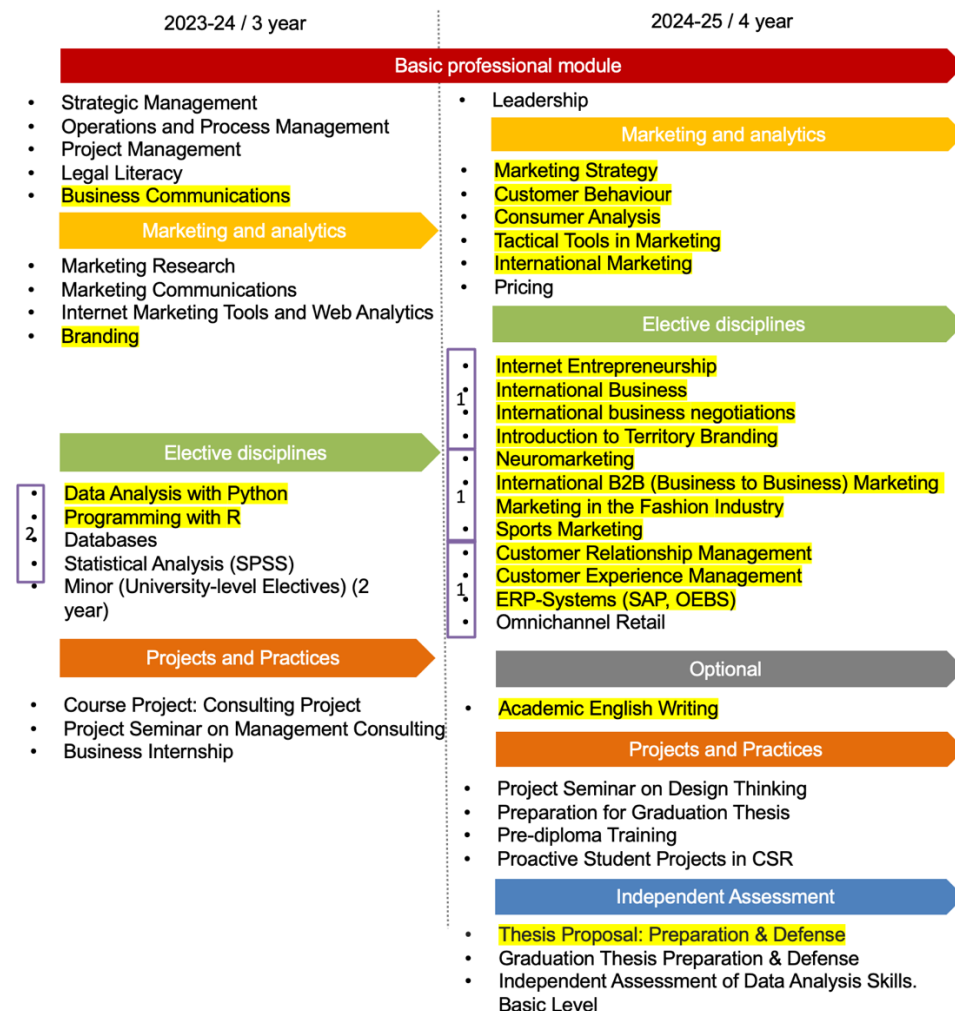 2023-24 / 3 year
2024-25 / 4 year
Basic professional module
• Strategic Management
• Operations and Process Management
• Project Management
• Legal Literacy
• Business Communications
Marketing and analytics
• Marketing Research
• Marketing Communications
• Internet Marketing Tools and Web Analytics
• Branding
Elective disciplines
2
• Data Analysis with Python
• Programming with R
• Databases
• Statistical Analysis (SPSS)
• Minor (University-level Electives) (2
year)
Projects and Practices
• Course Project: Consulting Project
• Project Seminar on Management Consulting
• Business Internship
• Leadership
Marketing and analytics
• Marketing Strategy
• Customer Behaviour
• Consumer Analysis
• Tactical Tools in Marketing
• International Marketing
• Pricing
Elective disciplines
1
• Internet Entrepreneurship
• International Business
• International business negotiations
• Introduction to Territory Branding
1
• Neuromarketing
• International B2B (Business to Business) Marketing
Marketing in the Fashion Industry
• Sports Marketing
1
• Customer Relationship Management
• Customer Experience Management
• ERP-Systems (SAP, OEBS)
• Omnichannel Retail
Optional
• Academic English Writing
Projects and Practices
• Project Seminar on Design Thinking
• Preparation for Graduation Thesis
• Pre-diploma Training
• Proactive Student Projects in CSR
Independent Assessment
• Thesis Proposal: Preparation & Defense
• Graduation Thesis Preparation & Defense
• Independent Assessment of Data Analysis Skills.
Basic Level